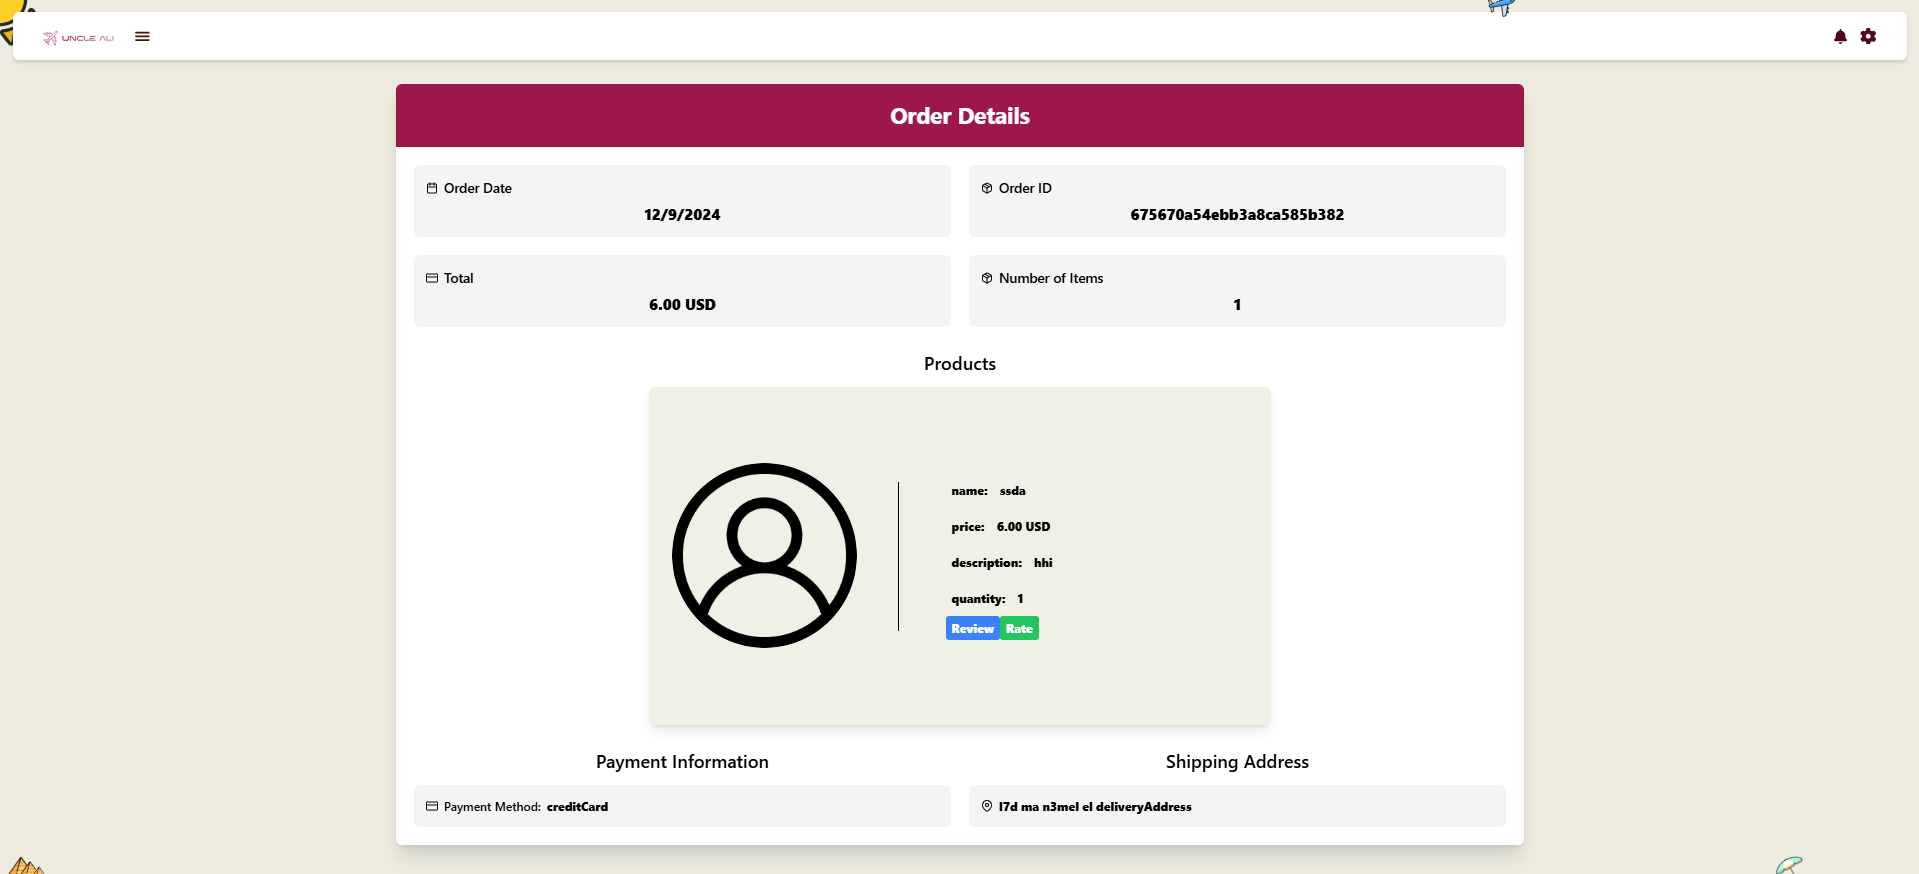 UNCLE ALI
Order Details
Order Date
12/9/2024
Order ID
675670a54ebb3a8ca585b382
Total
6.00 USD
Number of Items
1
Products
name: ssda
price: 6.00 USD
description: hhi
quantity: 1
Review Rate
Payment Information
Payment Method: creditCard
Shipping Address
l7d ma n3mel el deliveryAddress